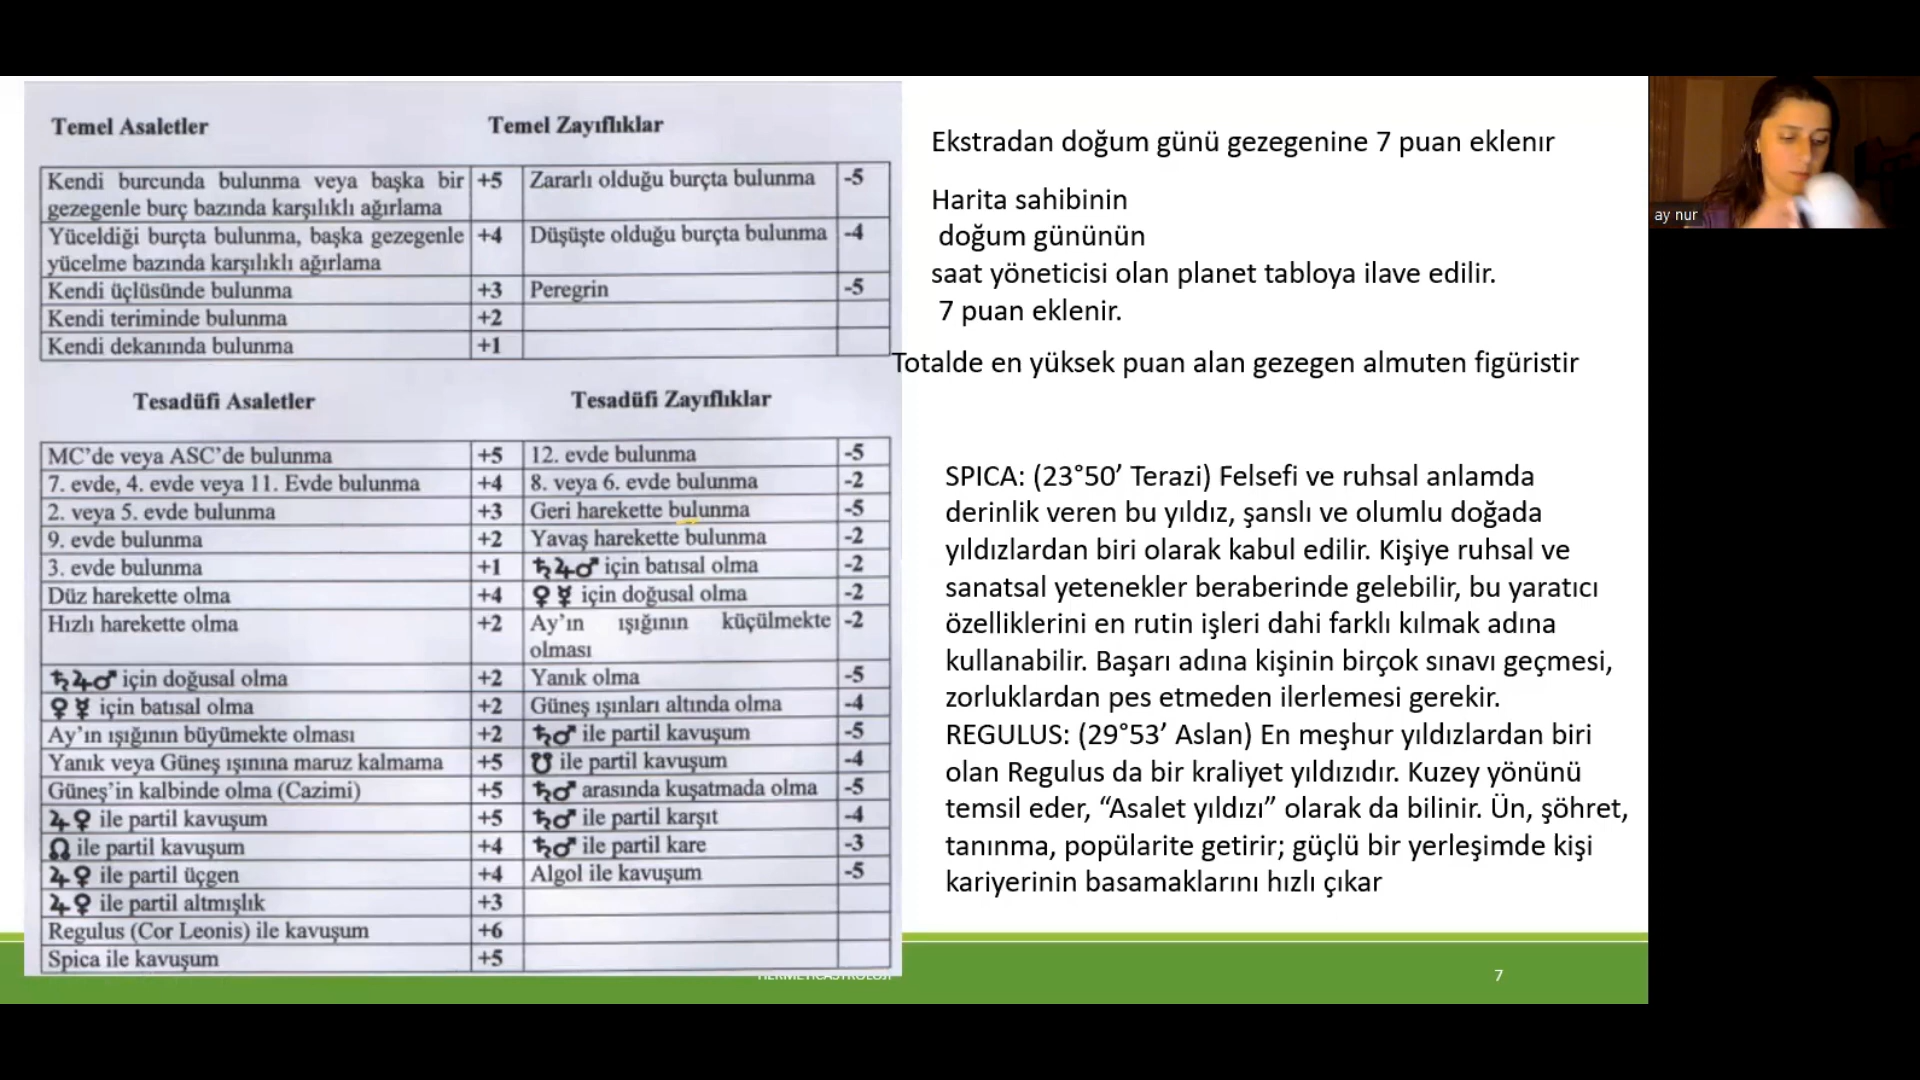 Temel Asaletler
Temel Zayıflıklar
Kendi burcunda bulunma veya başka bir gezegenle burç bazında karşılıklı ağırlama +5 Zararlı olduğu burçta bulunma -5
Yüceldiği burçta bulunma, başka gezegenle yücelme bazında karşılıklı ağırlama +4 Düşüşte olduğu burçta bulunma -4
Kendi üçlüsünde bulunma +3 Peregrin -5
Kendi teriminde bulunma +2
Kendi dekanında bulunma +1
Tesadüfi Asaletler
Tesadüfi Zayıflıklar
MC'de veya ASC'de bulunma +5 12. evde bulunma -5
7. evde, 4. evde veya 11. Evde bulunma +4 8. veya 6. evde bulunma -2
2. veya 5. evde bulunma +3 Geri harekette bulunma -5
9. evde bulunma +2 Yavaş harekette bulunma -2
3. evde bulunma +1 ♄♃♂ için batısal olma -2
Düz harekette olma +4 ♀☿ için doğusal olma -2
Hızlı harekette olma +2 Ay'ın ışığının küçülmekte olması -2
♄♃♂ için doğusal olma +2 Yanık olma -5
♀☿ için batısal olma +2 Güneş ışınları altında olma -4
Ay'ın ışığının büyümekte olması +2 ♄♂ ile partil kavuşum -5
Yanık veya Güneş ışınına maruz kalmama +5 ☋ ile partil kavuşum -4
Güneş'in kalbinde olma (Cazimi) +5 ♄♂ arasında kuşatmada olma -5
♃♀ ile partil kavuşum +5 ♄♂ ile partil karşıt -4
☊ ile partil kavuşum +4 ♄♂ ile partil kare -3
♃♀ ile partil üçgen +4 Algol ile kavuşum -5
♃♀ ile partil altmışlık +3
Regulus (Cor Leonis) ile kavuşum +6
Spica ile kavuşum +5
Ekstradan doğum günü gezegenine 7 puan eklenır
Harita sahibinin
doğum gününün
saat yöneticisi olan planet tabloya ilave edilir.
7 puan eklenir.
Totalde en yüksek puan alan gezegen almuten figüristir
SPICA: (23°50’ Terazi) Felsefi ve ruhsal anlamda
derinlik veren bu yıldız, şanslı ve olumlu doğada
yıldızlardan biri olarak kabul edilir. Kişiye ruhsal ve
sanatsal yetenekler beraberinde gelebilir, bu yaratıcı
özelliklerini en rutin işleri dahi farklı kılmak adına
kullanabilir. Başarı adına kişinin birçok sınavı geçmesi,
zorluklardan pes etmeden ilerlemesi gerekir.
REGULUS: (29°53’ Aslan) En meşhur yıldızlardan biri
olan Regulus da bir kraliyet yıldızıdır. Kuzey yönünü
temsil eder, “Asalet yıldızı” olarak da bilinir. Ün, şöhret,
tanınma, popülarite getirir; güçlü bir yerleşimde kişi
kariyerinin basamaklarını hızlı çıkar
HERMETICASTROLOJI
7
ay nur